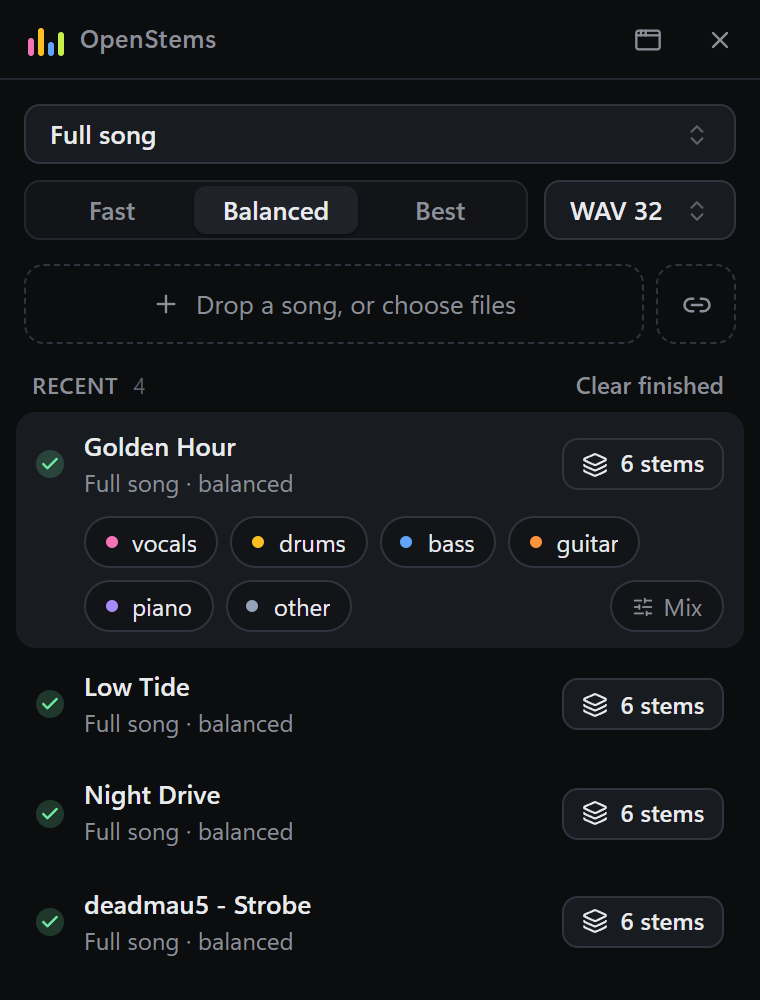 OpenStems
Full song
Fast Balanced Best WAV 32
Drop a song, or choose files
RECENT 4 Clear finished
Golden Hour
Full song · balanced
6 stems
vocals drums bass guitar
piano other Mix
Low Tide
Full song · balanced
6 stems
Night Drive
Full song · balanced
6 stems
deadmau5 - Strobe
Full song · balanced
6 stems